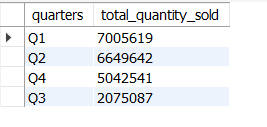 quarters total_quantity_sold
Q1 7005619
Q2 6649642
Q4 5042541
Q3 2075087